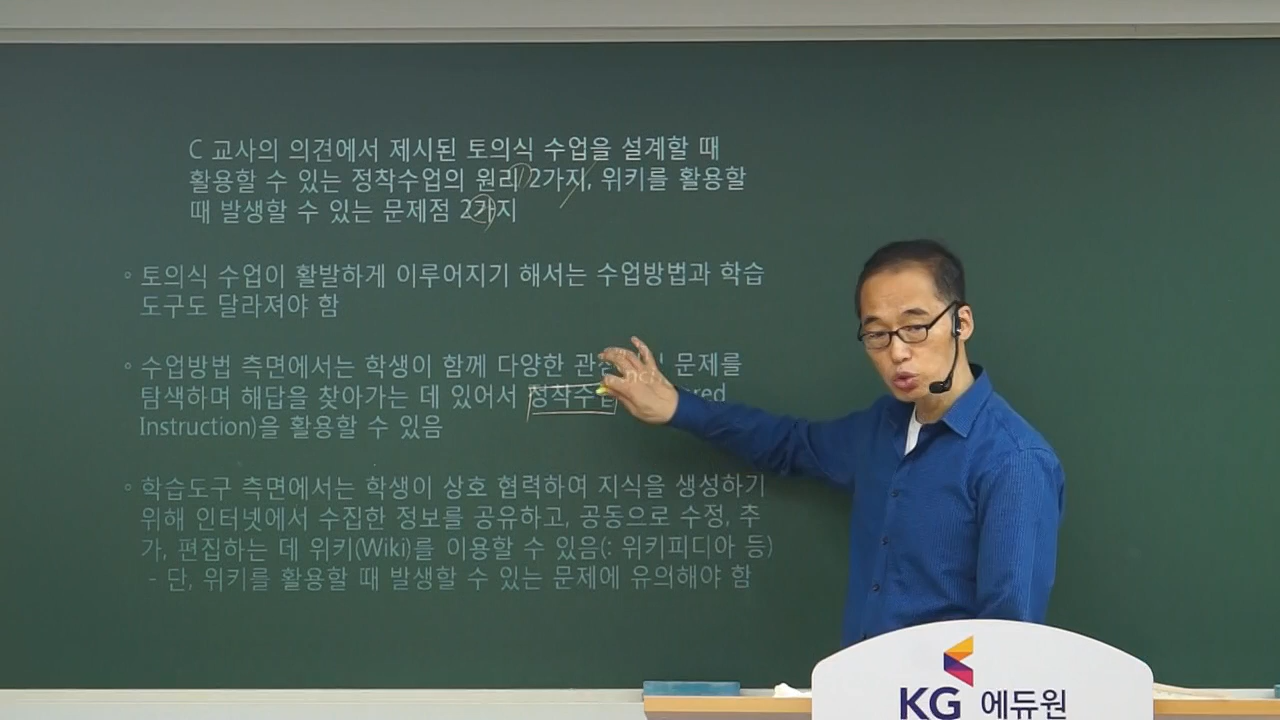 C 교사의 의견에서 제시된 토의식 수업을 설계할 때
활용할 수 있는 정착수업의 원리 2가지, 위키를 활용할
때 발생할 수 있는 문제점 2가지
◦ 토의식 수업이 활발하게 이루어지기 해서는 수업방법과 학습
도구도 달라져야 함
◦ 수업방법 측면에서는 학생이 함께 다양한 문제를
탐색하며 해답을 찾아가는 데 있어서 정착수업
Instruction)을 활용할 수 있음
◦ 학습도구 측면에서는 학생이 상호 협력하여 지식을 생성하기
위해 인터넷에서 수집한 정보를 공유하고, 공동으로 수정, 추
가, 편집하는 데 위키(Wiki)를 이용할 수 있음(: 위키피디아 등)
- 단, 위키를 활용할 때 발생할 수 있는 문제에 유의해야 함
KG 에듀원